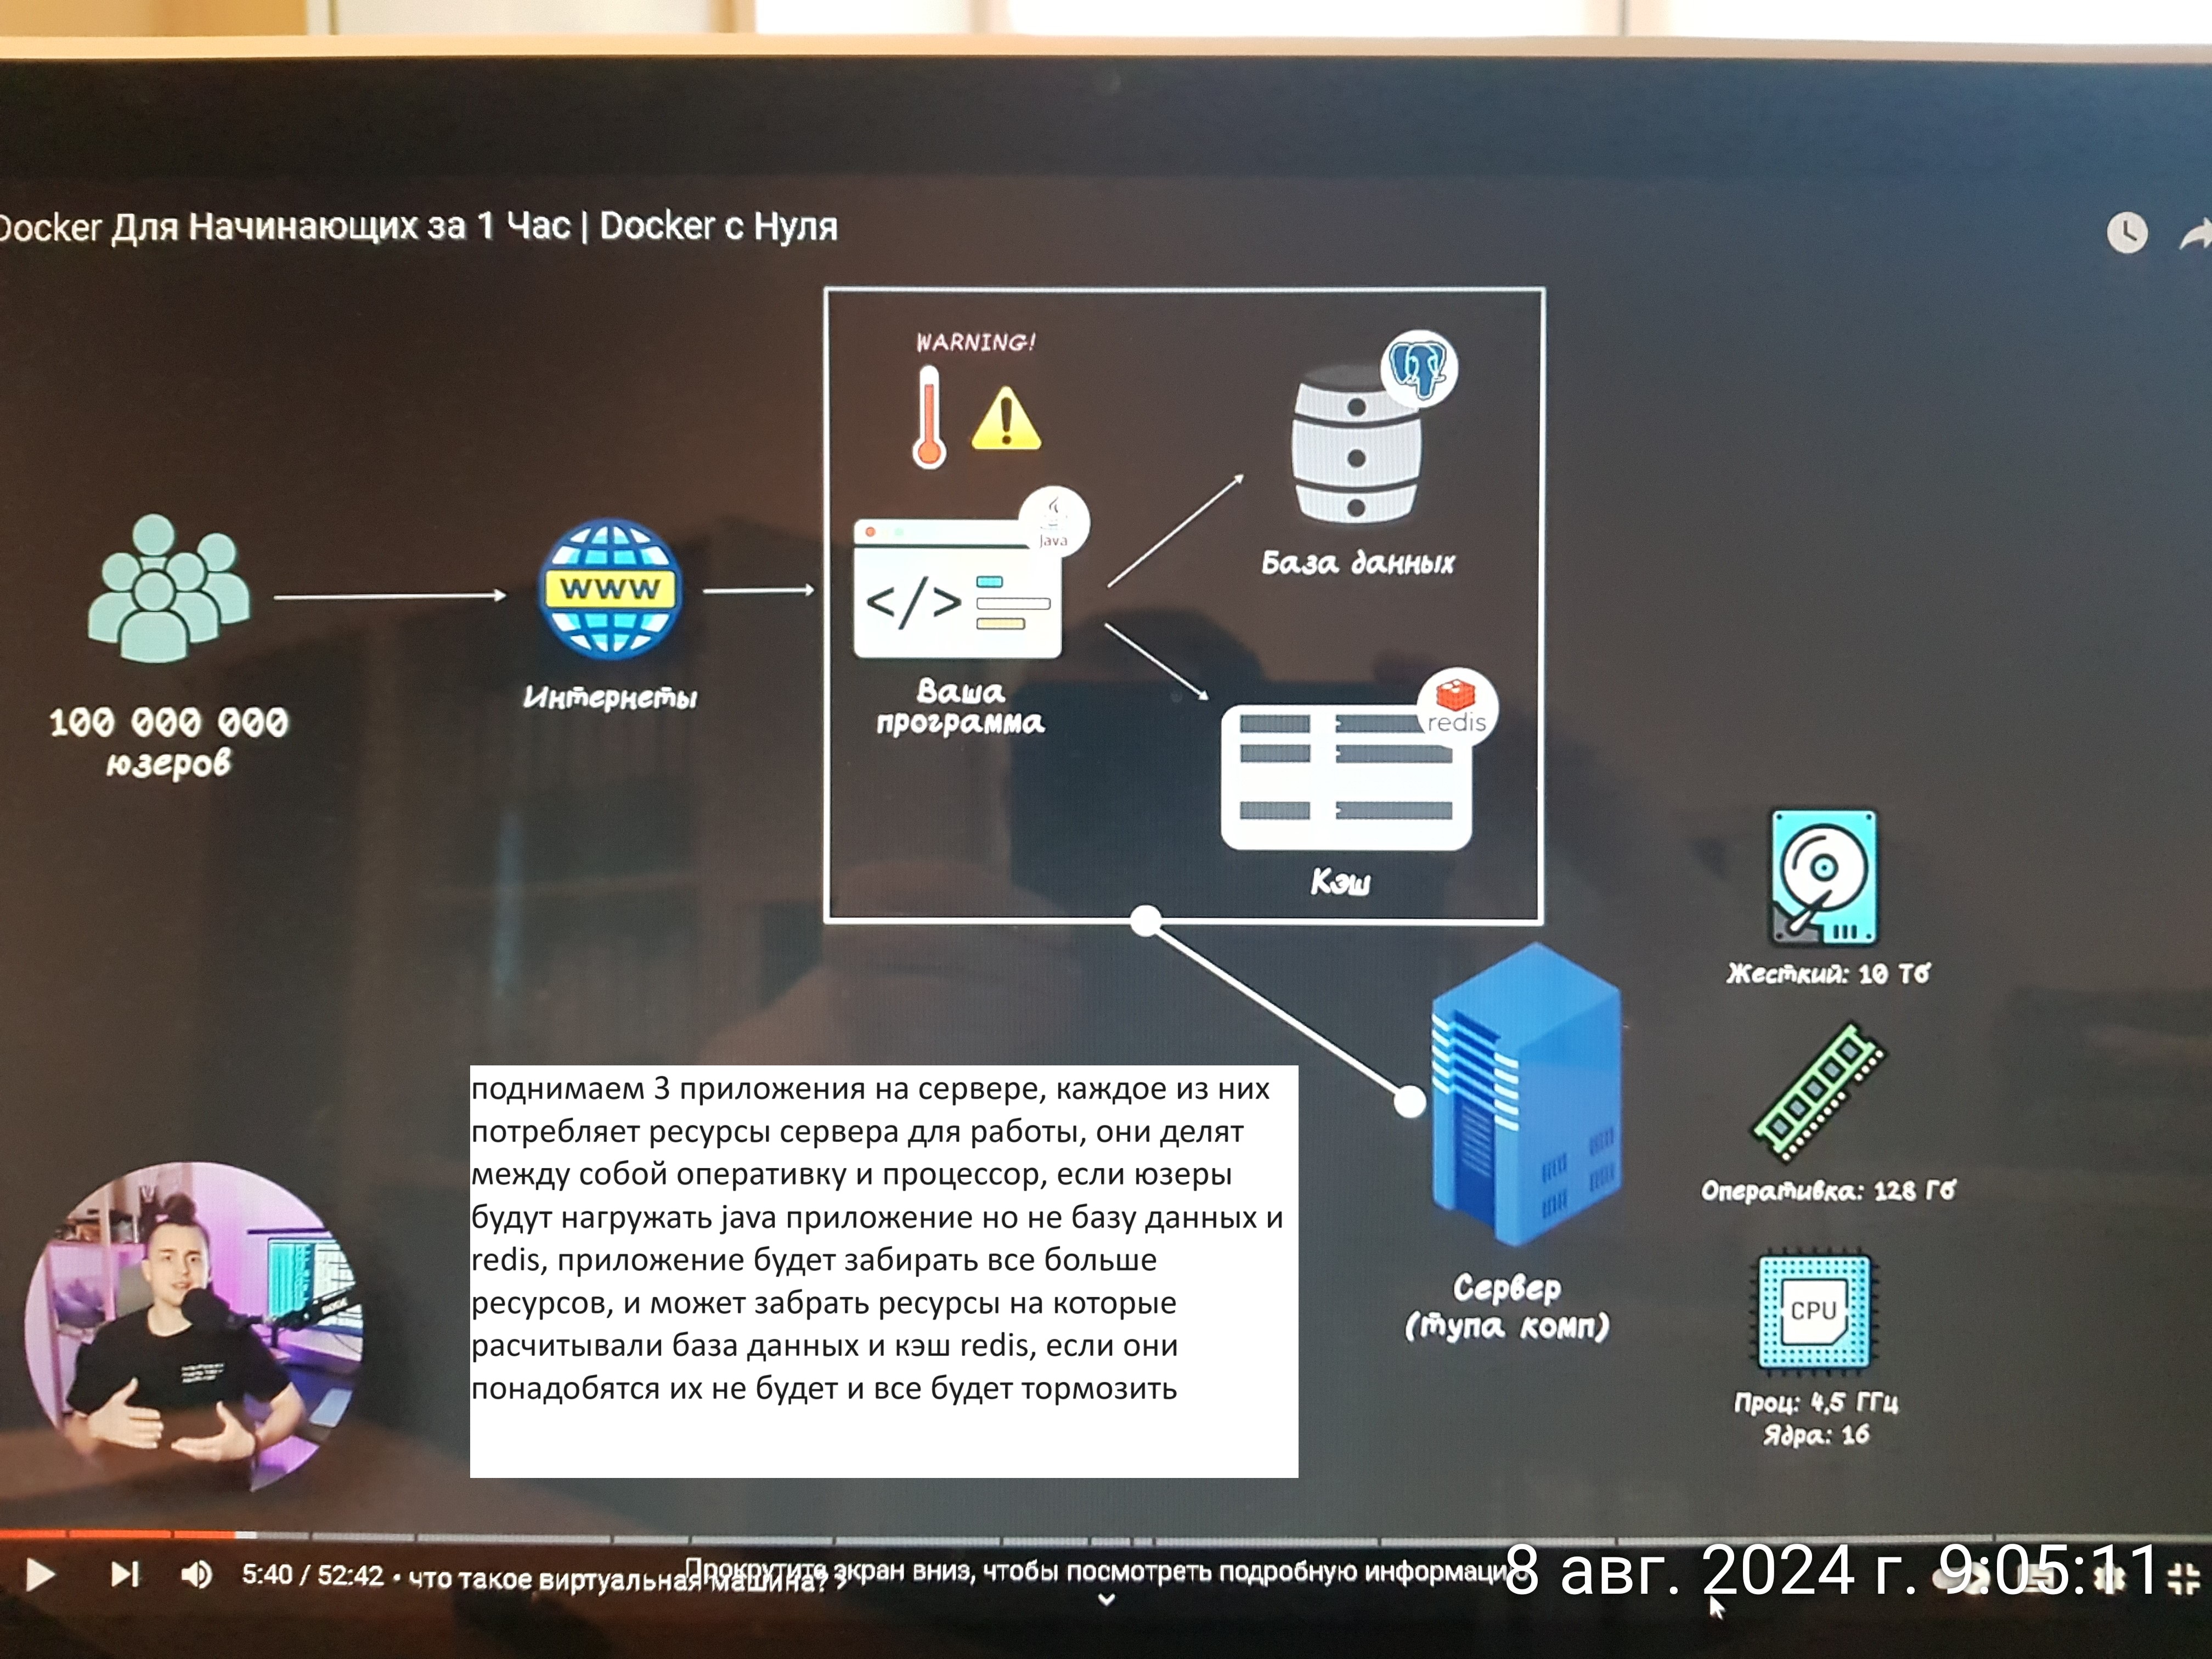 Docker Для Начинающих за 1 Час | Docker с Нуля
WARNING!
java
</>
WWW
База данных
Интернеты
Ваша
программа
redis
100 000 000
юзеров
Кэш
Жесткий: 10 Тб
поднимаем 3 приложения на сервере, каждое из них
потребляет ресурсы сервера для работы, они делят
между собой оперативку и процессор, если юзеры
будут нагружать java приложение но не базу данных и
redis, приложение будет забирать все больше
ресурсов, и может забрать ресурсы на которые
расчитывали база данных и кэш redis, если они
понадобятся их не будет и все будет тормозить
Оперативка: 128 Гб
Сервер
(тупа комп)
CPU
Проц: 4,5 ГГц
Ядра: 16
RODE
5:40 / 52:42 • что такое виртуальная машина? >
Прокрутите экран вниз, чтобы посмотреть подробную информацию
8 авг. 2024 г. 9:05:11